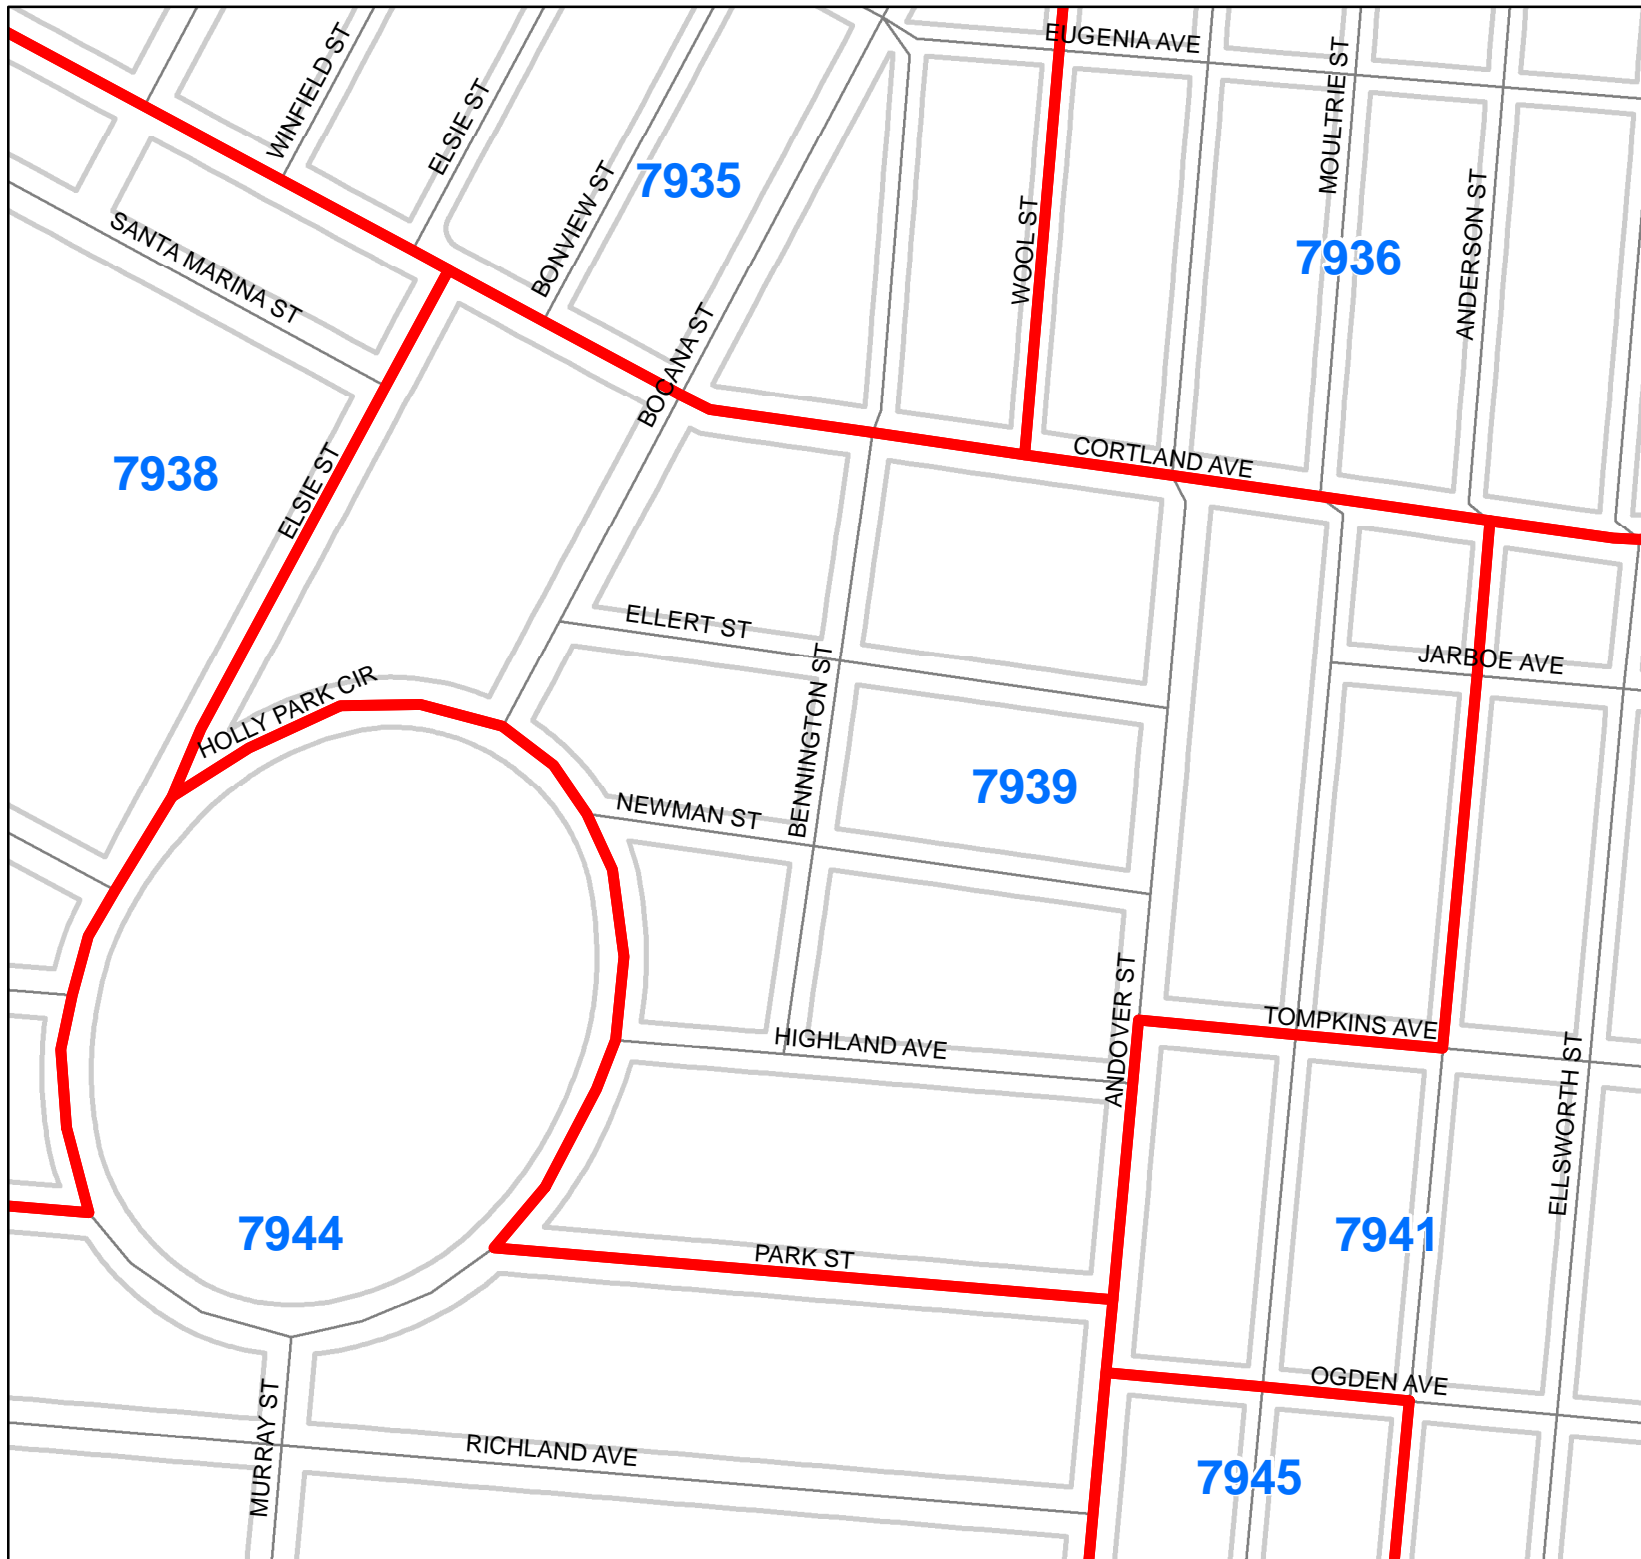 EUGENIA AVE
WINFIELD ST
ELSIE ST
MOULTRIE ST
7935
BONVIEW ST
WOOL ST
7936
ANDERSON ST
SANTA MARINA ST
BOCANA ST
CORTLAND AVE
7938
ELSIE ST
ELLERT ST
JARBOE AVE
HOLLY PARK CIR
BENNINGTON ST
7939
NEWMAN ST
ANDOVER ST
TOMPKINS AVE
HIGHLAND AVE
ELLSWORTH ST
7944
7941
PARK ST
OGDEN AVE
MURRAY ST
RICHLAND AVE
7945